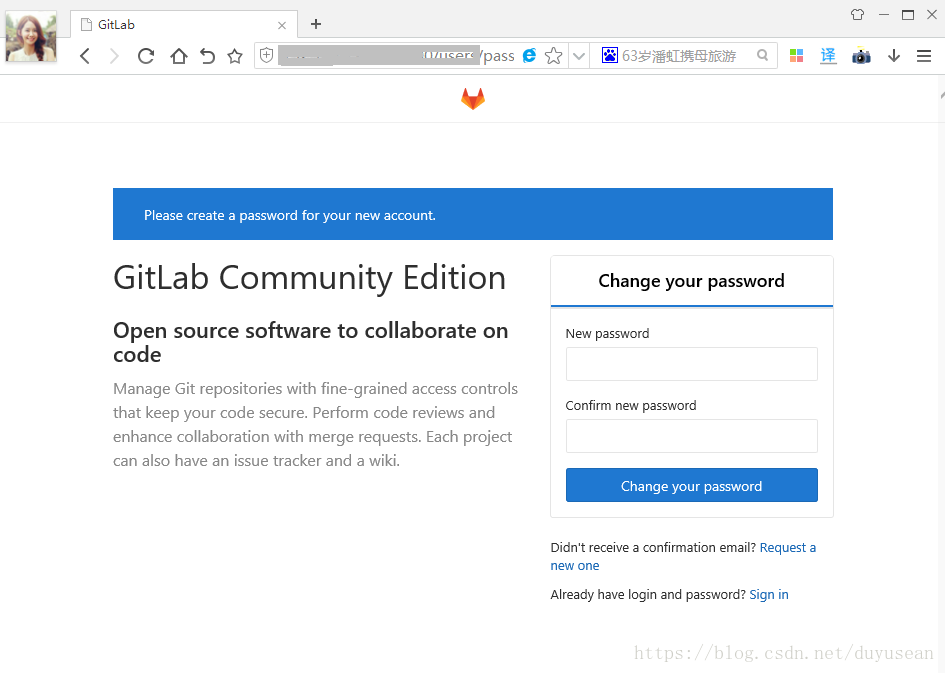 GitLab
/users/pass
63岁潘虹携母旅游
译
Please create a password for your new account.
GitLab Community Edition
Open source software to collaborate on
code
Manage Git repositories with fine-grained access controls
that keep your code secure. Perform code reviews and
enhance collaboration with merge requests. Each project
can also have an issue tracker and a wiki.
Change your password
New password
Confirm new password
Change your password
Didn't receive a confirmation email? Request a
new one
Already have login and password? Sign in
https://blog.csdn.net/duyusean